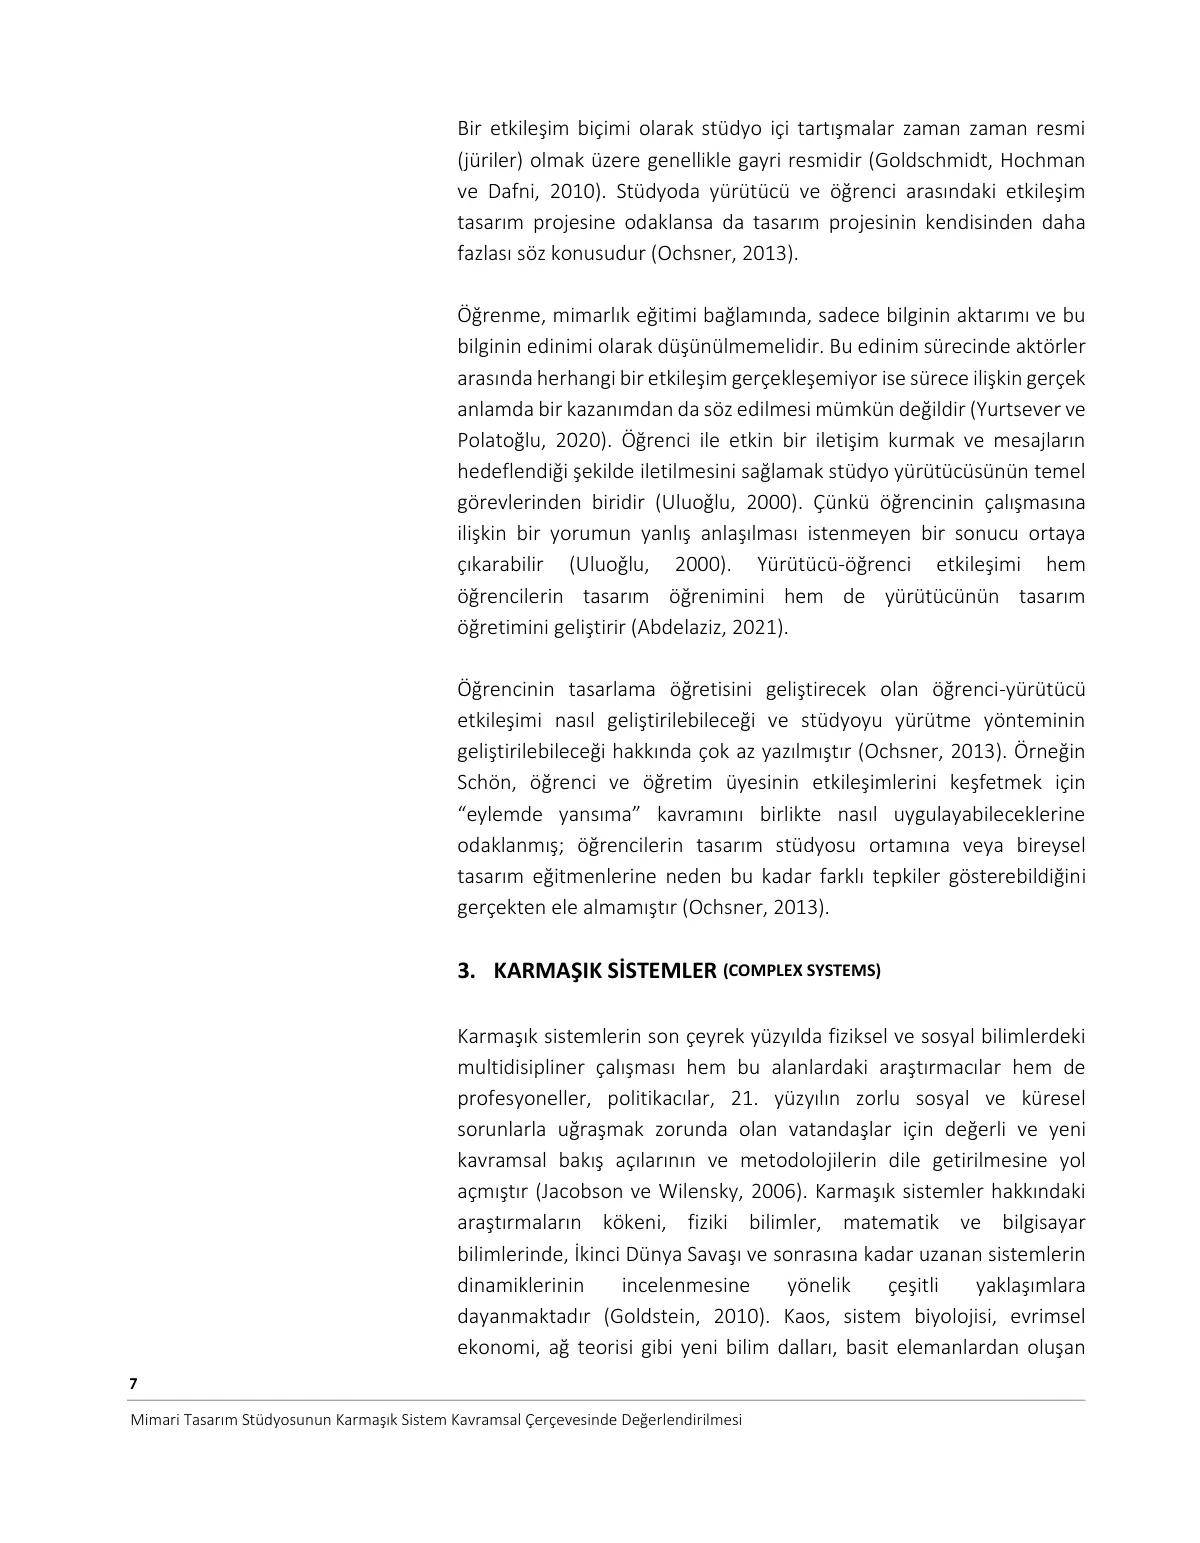 Bir etkileşim biçimi olarak stüdyo içi tartışmalar zaman zaman resmi
(jüriler) olmak üzere genellikle gayri resmidir (Goldschmidt, Hochman
ve Dafni, 2010). Stüdyoda yürütücü ve öğrenci arasındaki etkileşim
tasarım projesine odaklansa da tasarım projesinin kendisinden daha
fazlası söz konusudur (Ochsner, 2013).
Öğrenme, mimarlık eğitimi bağlamında, sadece bilginin aktarımı ve bu
bilginin edinimi olarak düşünülmemelidir. Bu edinim sürecinde aktörler
arasında herhangi bir etkileşim gerçekleşemiyor ise sürece ilişkin gerçek
anlamda bir kazanımdan da söz edilmesi mümkün değildir (Yurtsever ve
Polatoğlu, 2020). Öğrenci ile etkin bir iletişim kurmak ve mesajların
hedeflendiği şekilde iletilmesini sağlamak stüdyo yürütücüsünün temel
görevlerinden biridir (Uluoğlu, 2000). Çünkü öğrencinin çalışmasına
ilişkin bir yorumun yanlış anlaşılması istenmeyen bir sonucu ortaya
çıkarabilir (Uluoğlu, 2000). Yürütücü-öğrenci etkileşimi hem
öğrencilerin tasarım öğrenimini hem de yürütücünün tasarım
öğretimini geliştirir (Abdelaziz, 2021).
Öğrencinin tasarlama öğretisini geliştirecek olan öğrenci-yürütücü
etkileşimi nasıl geliştirilebileceği ve stüdyoyu yürütme yönteminin
geliştirilebileceği hakkında çok az yazılmıştır (Ochsner, 2013). Örneğin
Schön, öğrenci ve öğretim üyesinin etkileşimlerini keşfetmek için
“eylemde yansıma” kavramını birlikte nasıl uygulayabileceklerine
odaklanmış; öğrencilerin tasarım stüdyosu ortamına veya bireysel
tasarım eğitmenlerine neden bu kadar farklı tepkiler gösterebildiğini
gerçekten ele almamıştır (Ochsner, 2013).
3. KARMAŞIK SİSTEMLER (COMPLEX SYSTEMS)
Karmaşık sistemlerin son çeyrek yüzyılda fiziksel ve sosyal bilimlerdeki
multidisipliner çalışması hem bu alanlardaki araştırmacılar hem de
profesyoneller, politikacılar, 21. yüzyılın zorlu sosyal ve küresel
sorunlarla uğraşmak zorunda olan vatandaşlar için değerli ve yeni
kavramsal bakış açılarının ve metodolojilerin dile getirilmesine yol
açmıştır (Jacobson ve Wilensky, 2006). Karmaşık sistemler hakkındaki
araştırmaların kökeni, fiziki bilimler, matematik ve bilgisayar
bilimlerinde, İkinci Dünya Savaşı ve sonrasına kadar uzanan sistemlerin
dinamiklerinin incelenmesine yönelik çeşitli yaklaşımlara
dayanmaktadır (Goldstein, 2010). Kaos, sistem biyolojisi, evrimsel
ekonomi, ağ teorisi gibi yeni bilim dalları, basit elemanlardan oluşan
7
Mimari Tasarım Stüdyosunun Karmaşık Sistem Kavramsal Çerçevesinde Değerlendirilmesi